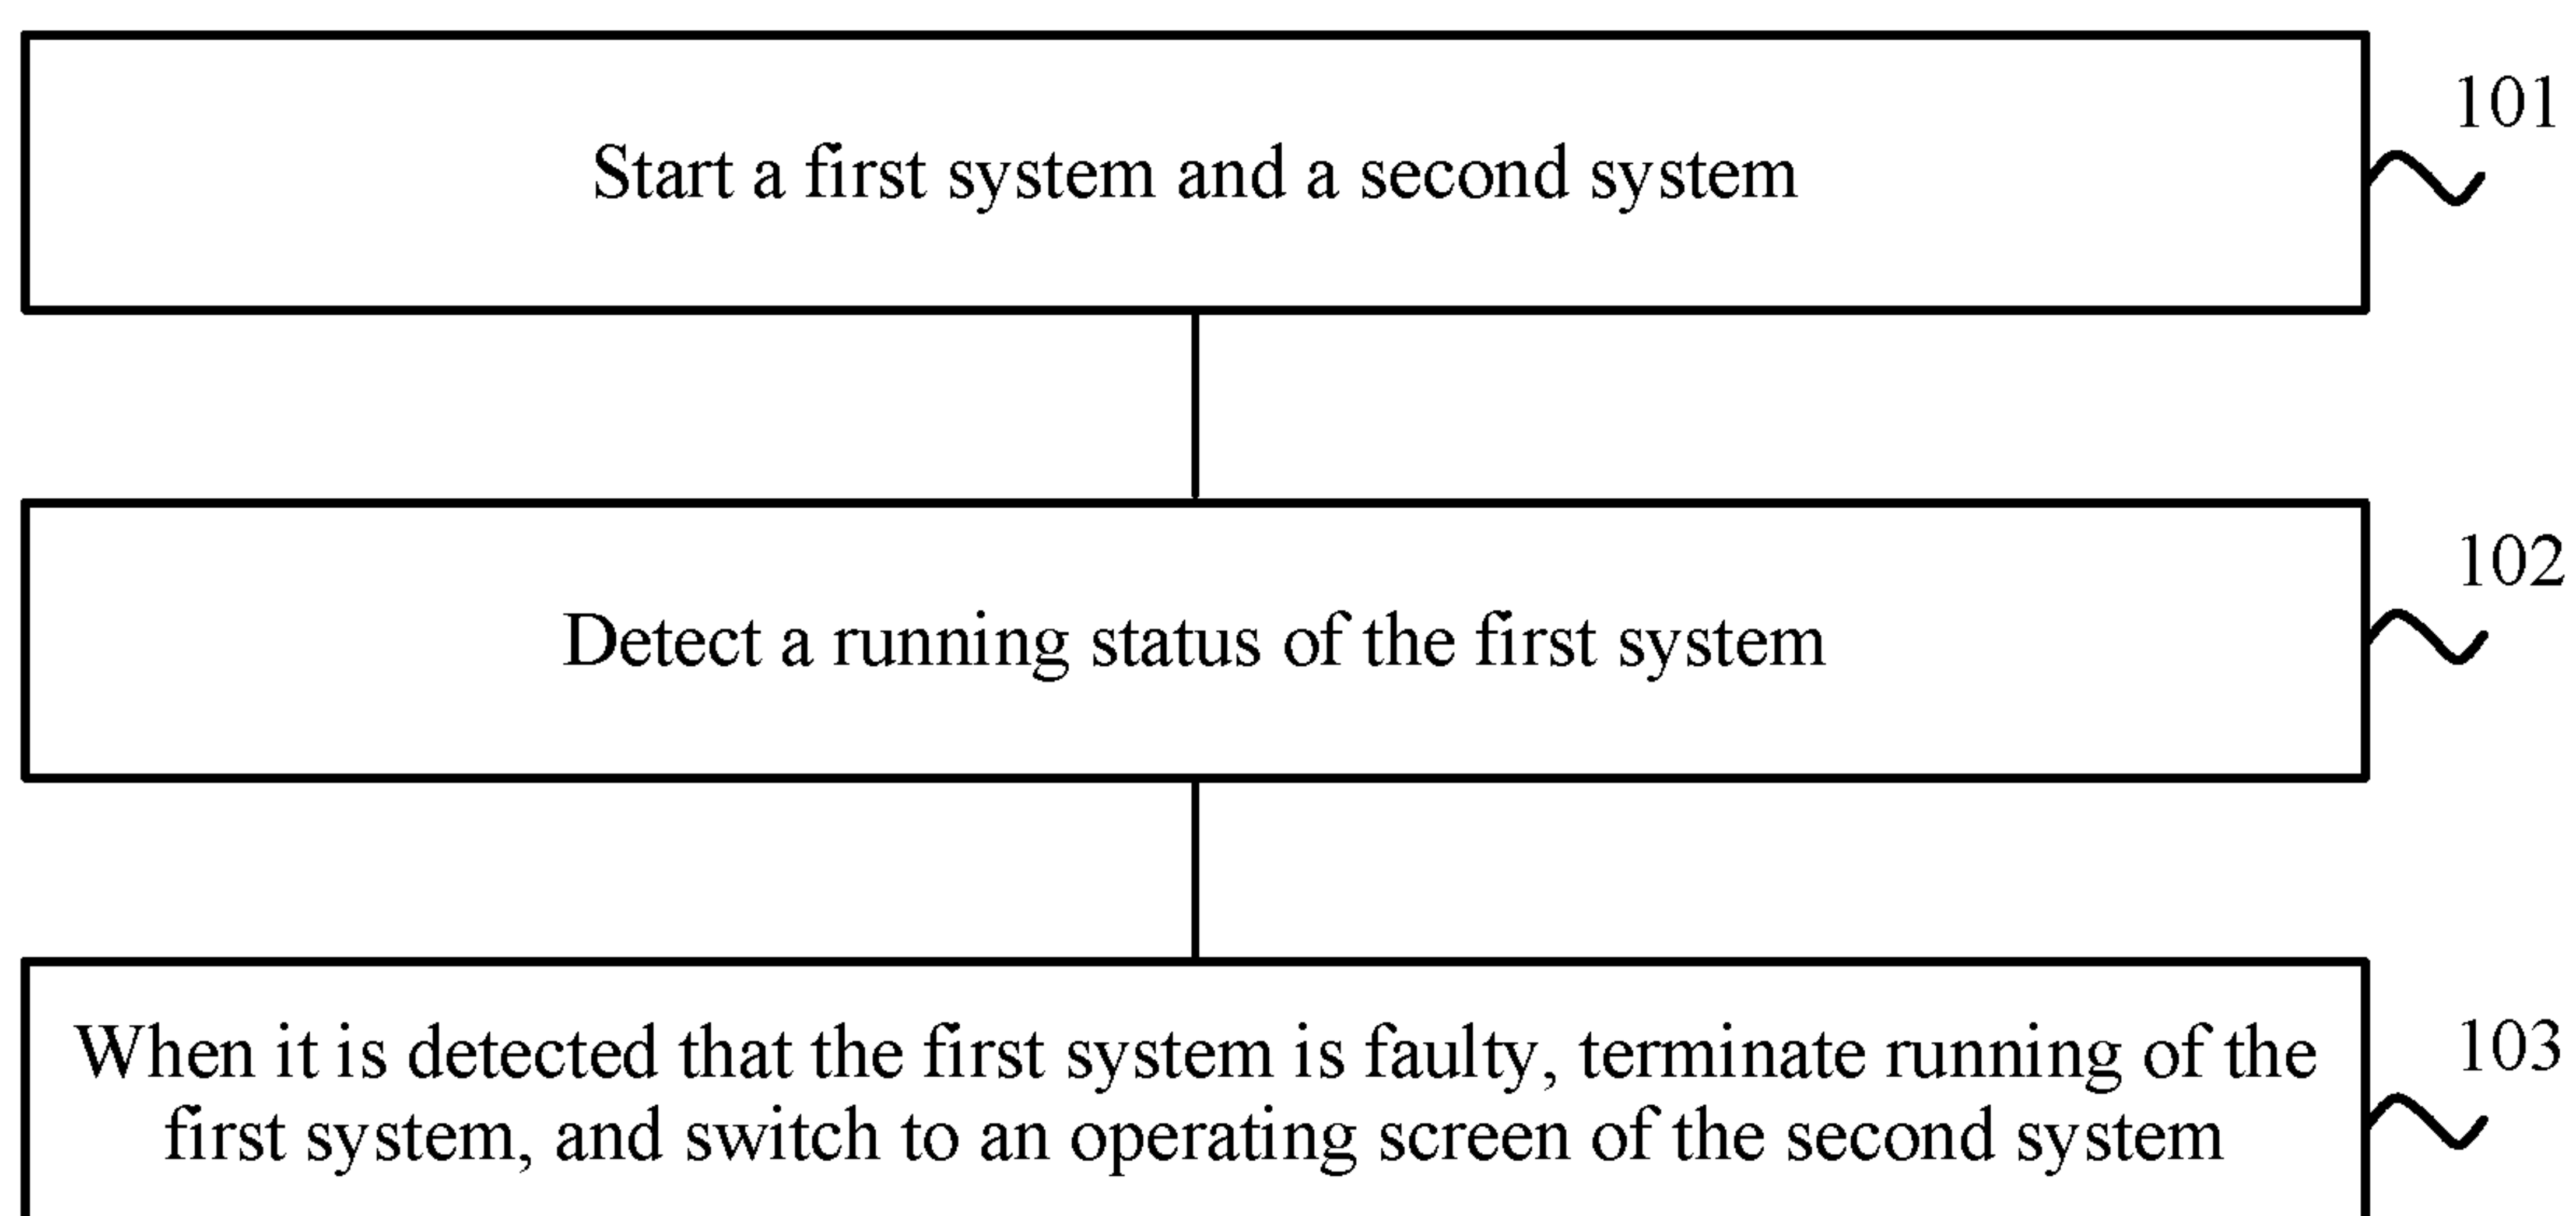 101
Start a first system and a second system
102
Detect a running status of the first system
103
When it is detected that the first system is faulty, terminate running of the
first system, and switch to an operating screen of the second system